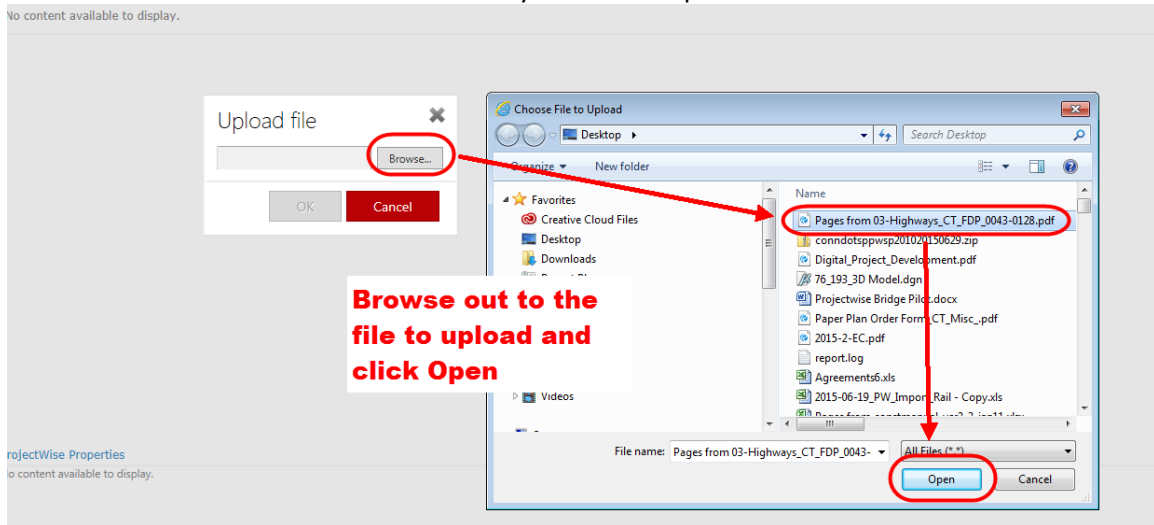 No content available to display.
Upload file
Browse...
OK
Cancel
Choose File to Upload
Desktop
Search Desktop
Organize
New folder
Favorites
Creative Cloud Files
Desktop
Downloads
Videos
Name
Pages from 03-Highways_CT_FDP_0043-0128.pdf
conndotsppwsp201020150629.zip
Digital_Project_Development.pdf
76_193_3D Model.dgn
Projectwise Bridge Pilot.docx
Paper Plan Order Form_CT_Misc_.pdf
2015-2-EC.pdf
report.log
Agreements6.xls
2015-06-19_PW_Import_Rail - Copy.xls
Browse out to the
file to upload and
click Open
File name:
Pages from 03-Highways_CT_FDP_0043-
All Files (*.*)
Open
Cancel
rojectWise Properties
o content available to display.